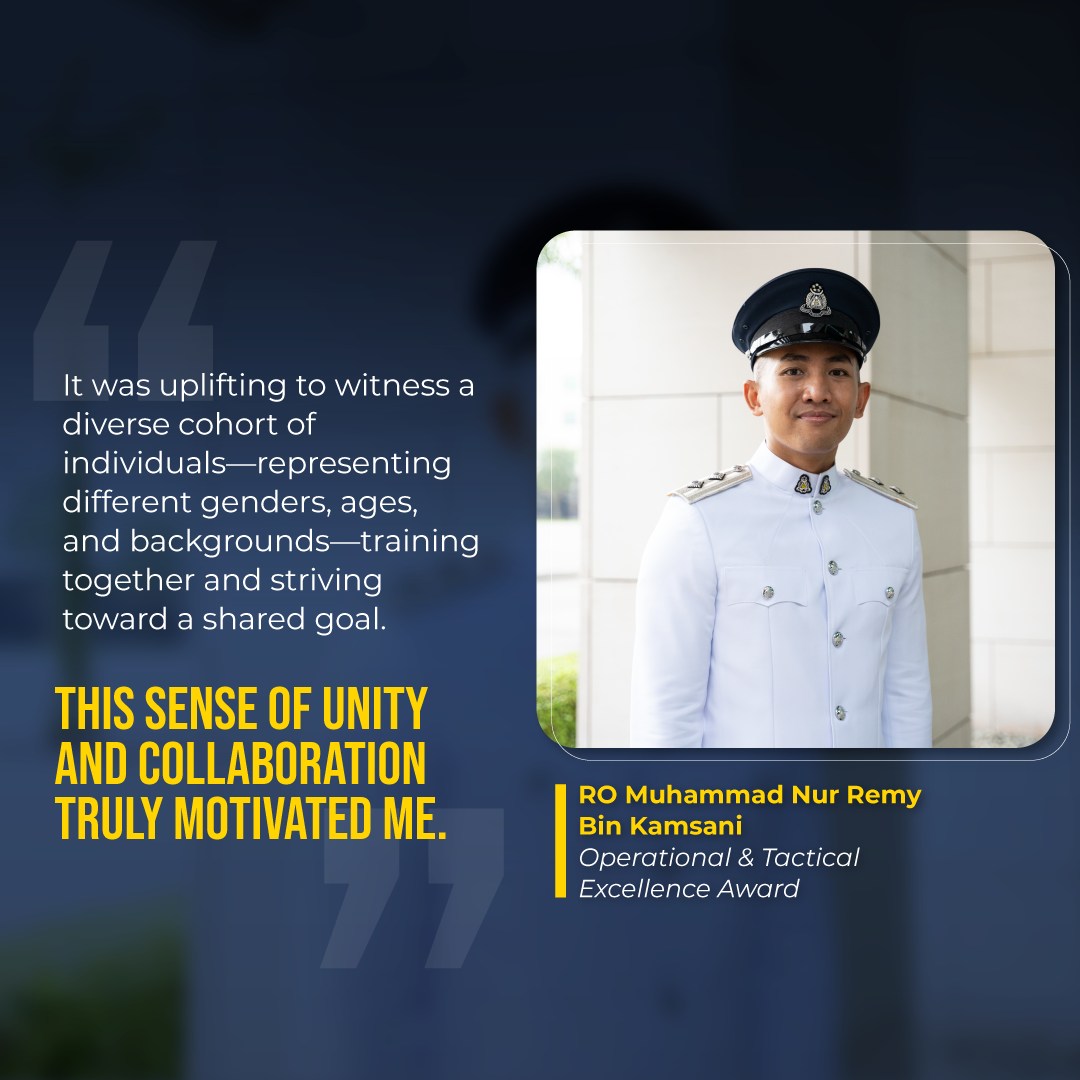 It was uplifting to witness a
diverse cohort of
individuals—representing
different genders, ages,
and backgrounds—training
together and striving
toward a shared goal.
THIS SENSE OF UNITY
AND COLLABORATION
TRULY MOTIVATED ME.
RO Muhammad Nur Remy
Bin Kamsani
Operational & Tactical
Excellence Award